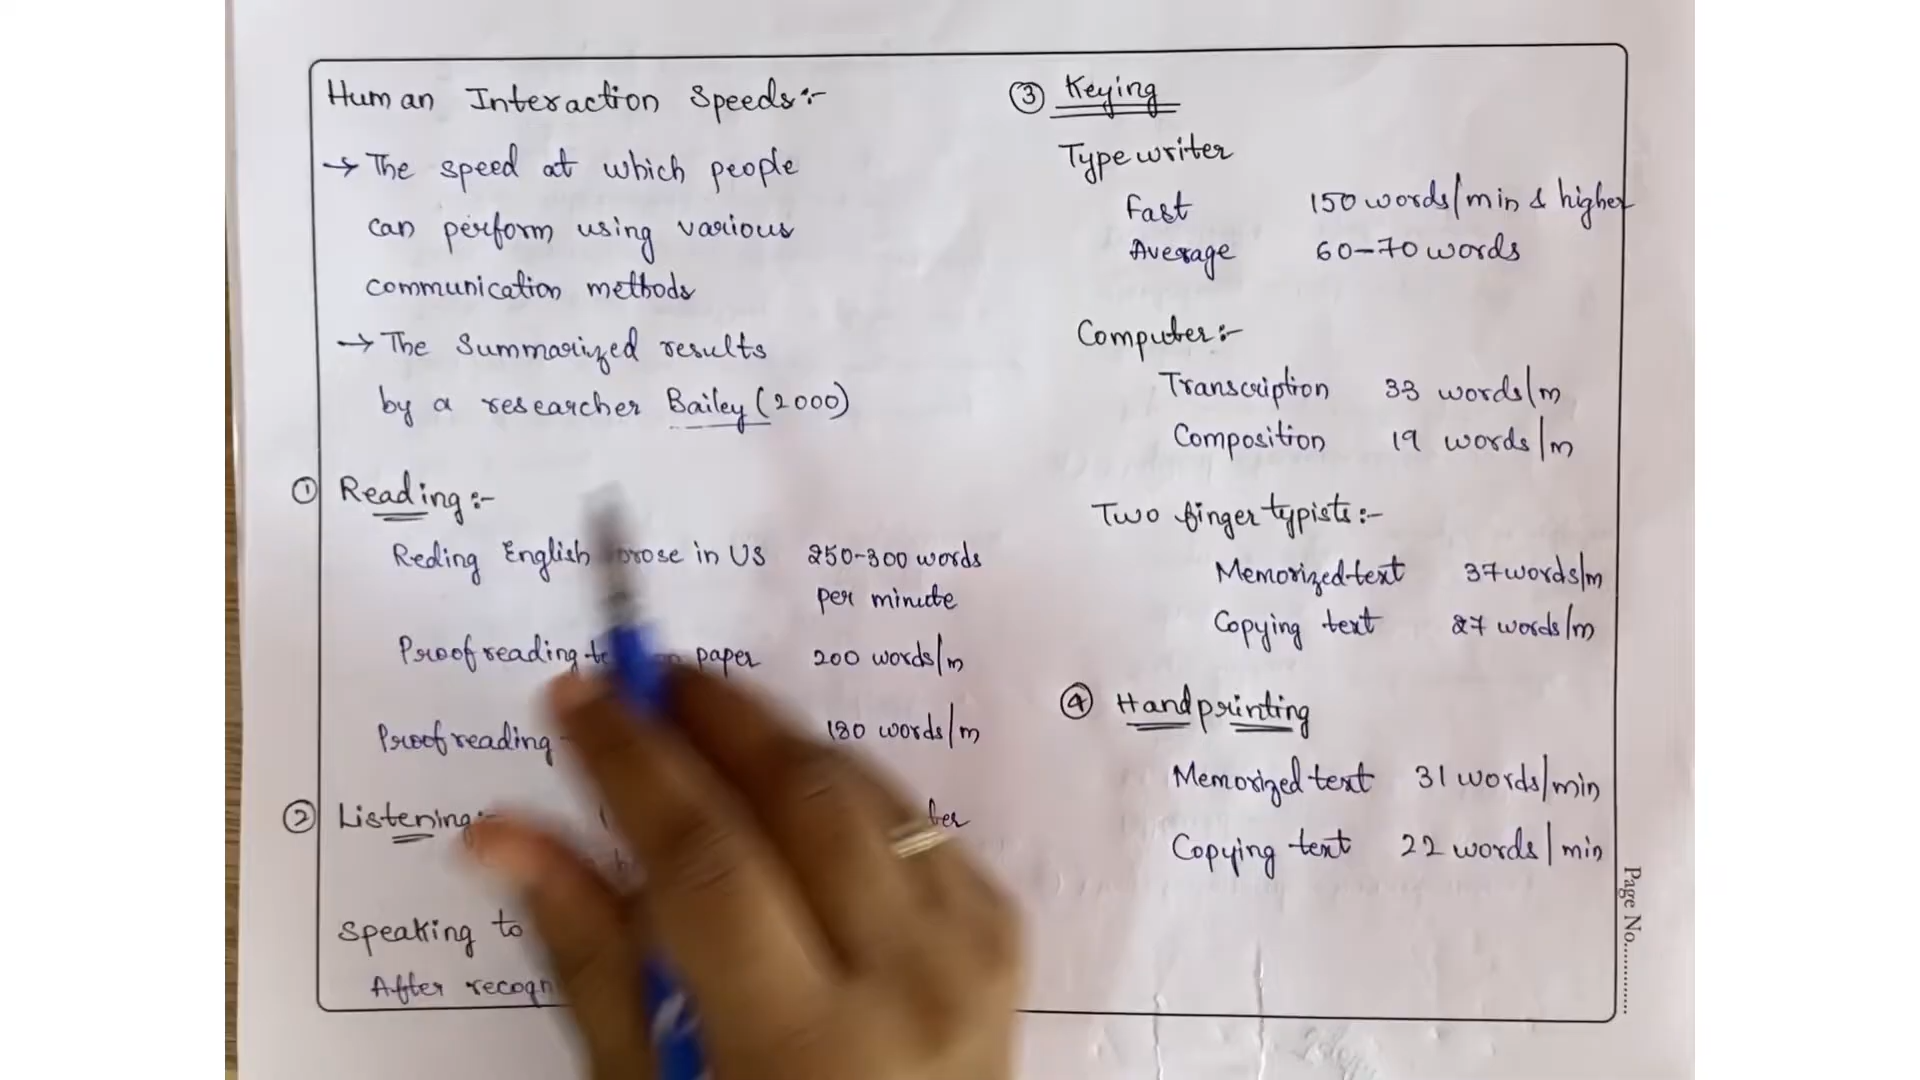 Human Interaction Speeds:-
→ The speed at which people
can perform using various
communication methods
→ The Summarized results
by a researcher Bailey (2000)
① Reading:-
Reding English prose in US 250-300 words
per minute
Proof reading paper 200 words/m
Proof reading 180 words/m
② Listening:-
Speaking to
After
③ Keying
Type writer
Fast 150 words/min & higher
Average 60-70 words
Computer:-
Transcription 33 words/m
Composition 19 words/m
Two finger typists:-
Memorized text 37 words/m
Copying text 27 words/m
④ Handprinting
Memorized text 31 words/min
Copying text 22 words/min
Page No.............